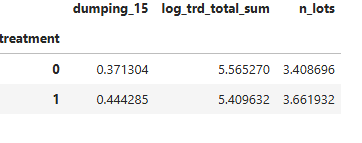 dumping_15 log_trd_total_sum n_lots
treatment
0 0.371304 5.565270 3.408696
1 0.444285 5.409632 3.661932